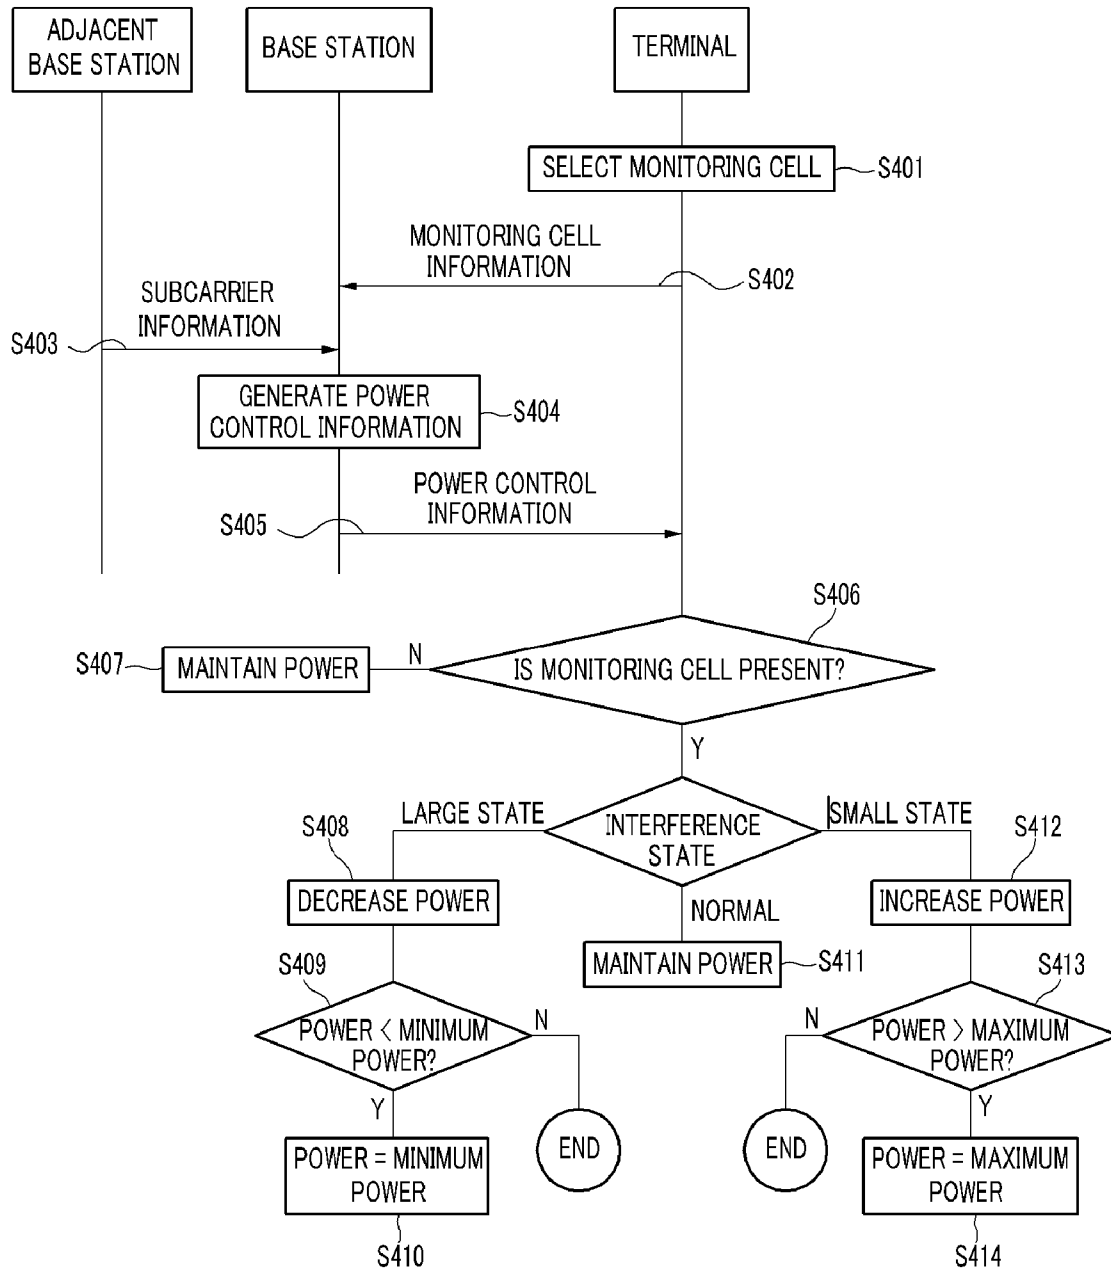 ADJACENT
BASE STATION
BASE STATION
TERMINAL
SELECT MONITORING CELL
S401
MONITORING CELL
INFORMATION
S402
SUBCARRIER
INFORMATION
S403
GENERATE POWER
CONTROL INFORMATION
S404
POWER CONTROL
INFORMATION
S405
S406
IS MONITORING CELL PRESENT?
N
MAINTAIN POWER
S407
Y
INTERFERENCE
STATE
LARGE STATE
SMALL STATE
S408
S412
DECREASE POWER
INCREASE POWER
NORMAL
MAINTAIN POWER
S411
S409
S413
POWER < MINIMUM
POWER?
N
N
POWER > MAXIMUM
POWER?
Y
Y
POWER = MINIMUM
POWER
END
END
POWER = MAXIMUM
POWER
S410
S414